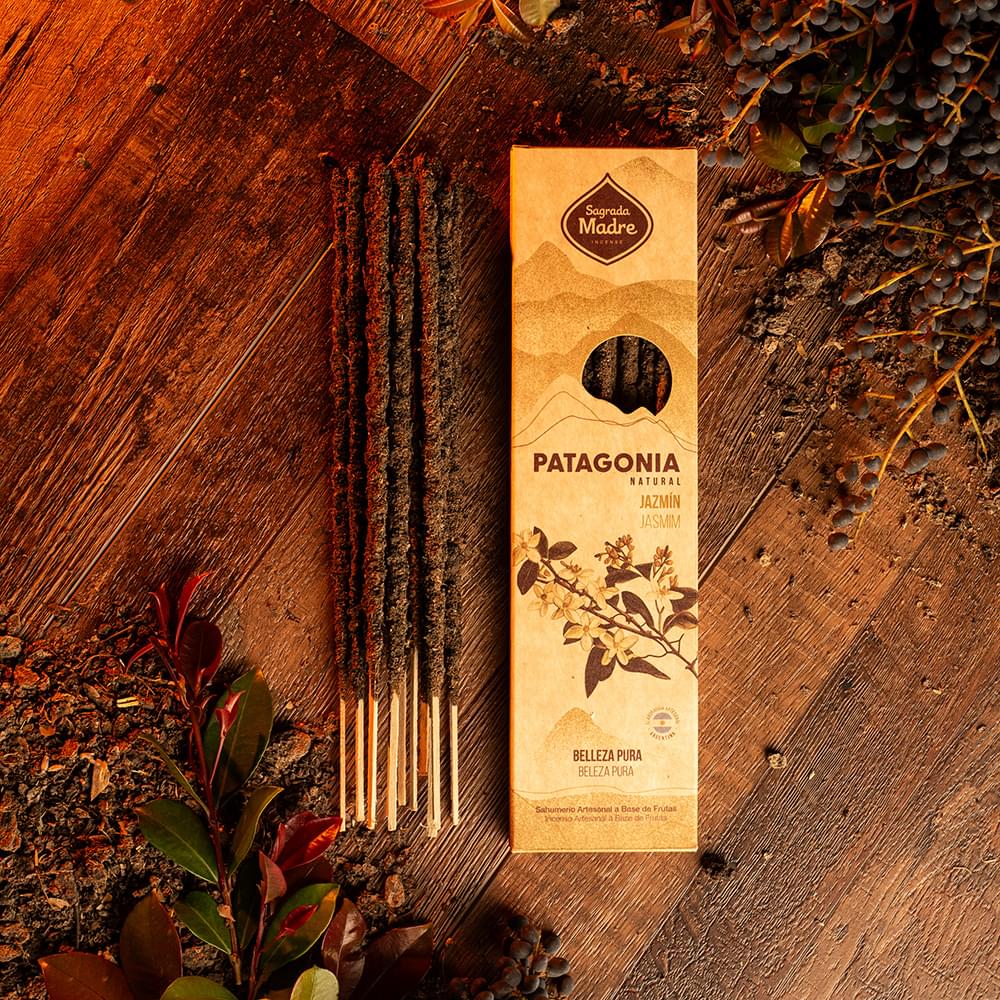 Sagrada
Madre
INCENSE
PATAGONIA
NATURAL
JAZMÍN
JASMIM
ARGENTINA
BELLEZA PURA
BELEZA PURA
Sahumerio Artesanal a Base de Frutas
Incenso Artesanal à Base de Frutas